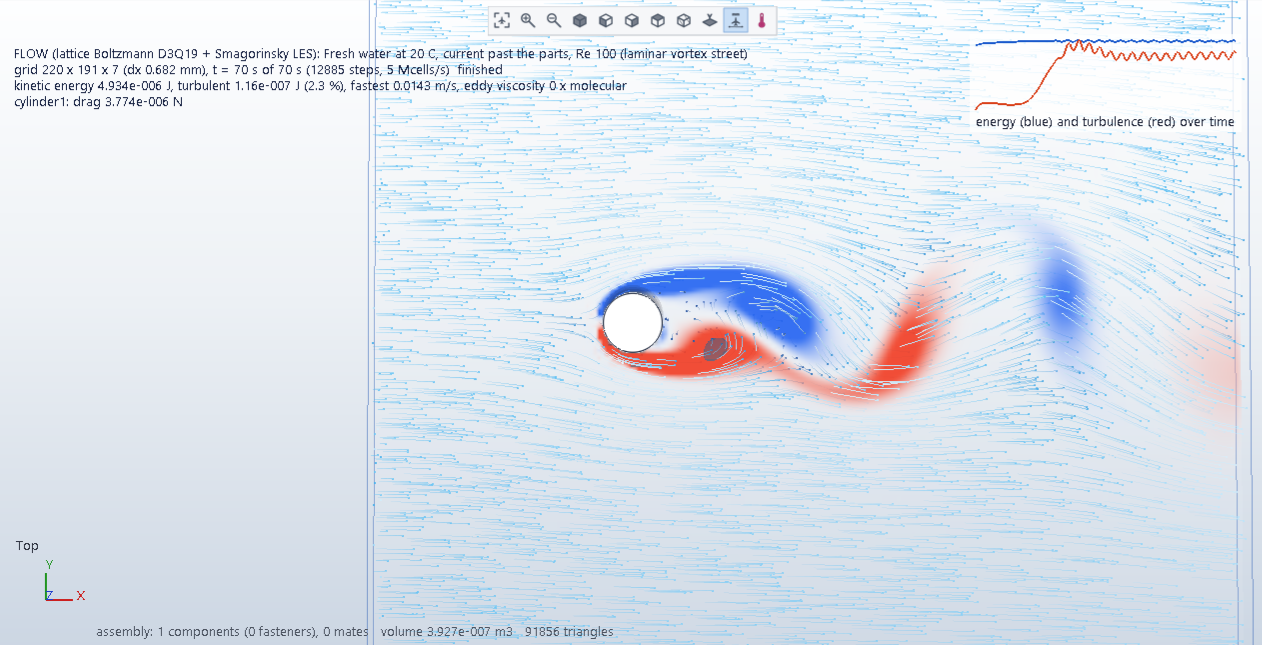 FLOW (lattice Boltzmann D3Q19 + Smagorinsky LES): Fresh water at 20 C, current past the parts, Re 100 (laminar vortex street)
grid 220 x 191 x 7 (dx 0.682 mm), t = 70 s of 70 s (12885 steps, 5 Mcells/s) finished
kinetic energy 4.934e-006 J, turbulent 1.16e-007 J (2.3 %), fastest 0.0143 m/s, eddy viscosity 0 x molecular
cylinder1: drag 3.774e-006 N
energy (blue) and turbulence (red) over time
Top
Y
Z
X
assembly: 1 components (0 fasteners), 0 mates volume 3.927e-007 m3 91856 triangles